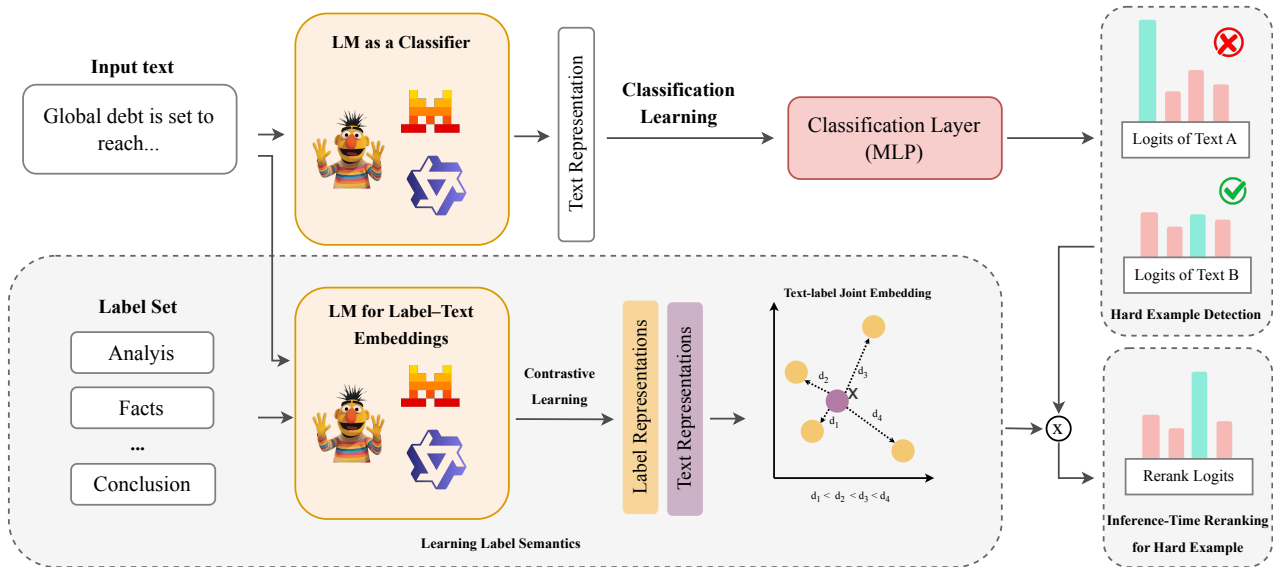 Input text
Global debt is set to
reach...
LM as a Classifier
Text Representation
Classification
Learning
Classification Layer
(MLP)
Logits of Text A
Logits of Text B
Hard Example Detection
Label Set
Analyis
Facts
...
Conclusion
LM for Label–Text
Embeddings
Contrastive
Learning
Label Representations
Text Representations
Text-label Joint Embedding
d2
d3
X
d1
d4
d1 < d2 < d3 < d4
Learning Label Semantics
X
Rerank Logits
Inference-Time Reranking
for Hard Example